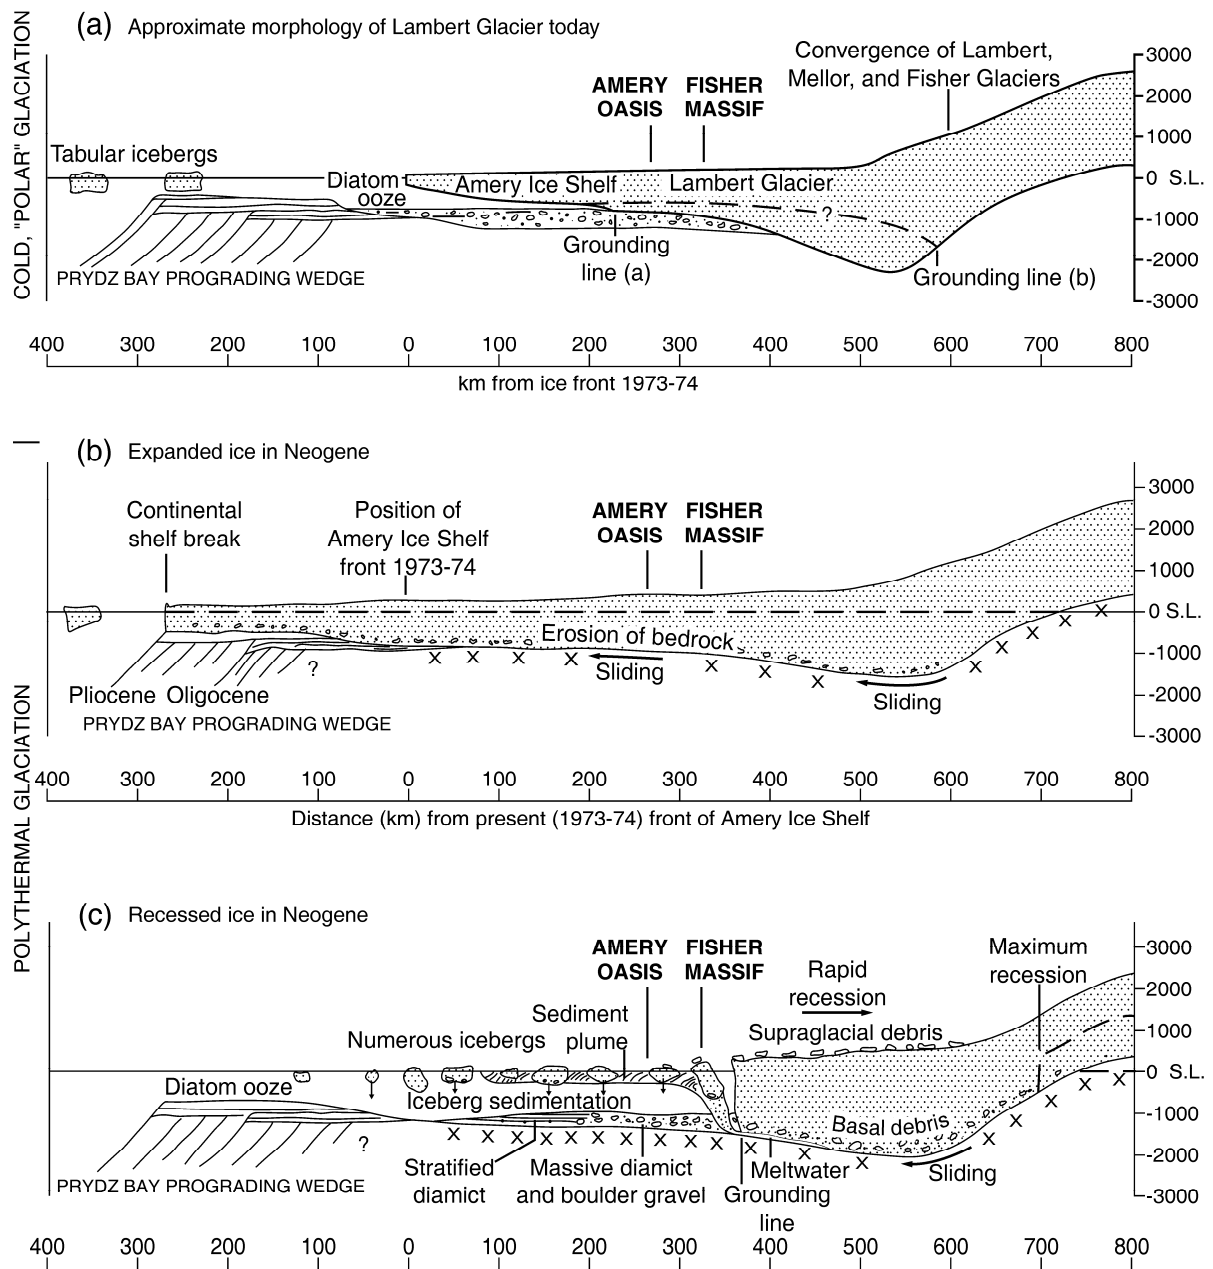 COLD, "POLAR" GLACIATION
(a) Approximate morphology of Lambert Glacier today
Convergence of Lambert,
Mellor, and Fisher Glaciers
AMERY
OASIS
FISHER
MASSIF
Tabular icebergs
Diatom
ooze
Amery Ice Shelf
Lambert Glacier
?
Grounding
line (a)
Grounding line (b)
PRYDZ BAY PROGRADING WEDGE
3000
2000
1000
0 S.L.
-1000
-2000
-3000
400 300 200 100 0 100 200 300 400 500 600 700 800
km from ice front 1973-74
POLYTHERMAL GLACIATION
(b) Expanded ice in Neogene
Continental
shelf break
Position of
Amery Ice Shelf
front 1973-74
AMERY
OASIS
FISHER
MASSIF
Erosion of bedrock
Sliding
Sliding
X X X X X X X X X X X X
?
Pliocene Oligocene
PRYDZ BAY PROGRADING WEDGE
3000
2000
1000
0 S.L.
-1000
-2000
-3000
400 300 200 100 0 100 200 300 400 500 600 700 800
Distance (km) from present (1973-74) front of Amery Ice Shelf
(c) Recessed ice in Neogene
AMERY
OASIS
FISHER
MASSIF
Rapid
recession
Maximum
recession
Sediment
plume
Supraglacial debris
Numerous icebergs
Diatom ooze
Iceberg sedimentation
Basal debris
?
X X X X X X X X X X X X X X X X X
Stratified
diamict
Massive diamict
and boulder gravel
Meltwater
Grounding
line
Sliding
PRYDZ BAY PROGRADING WEDGE
3000
2000
1000
0 S.L.
-1000
-2000
-3000
400 300 200 100 0 100 200 300 400 500 600 700 800